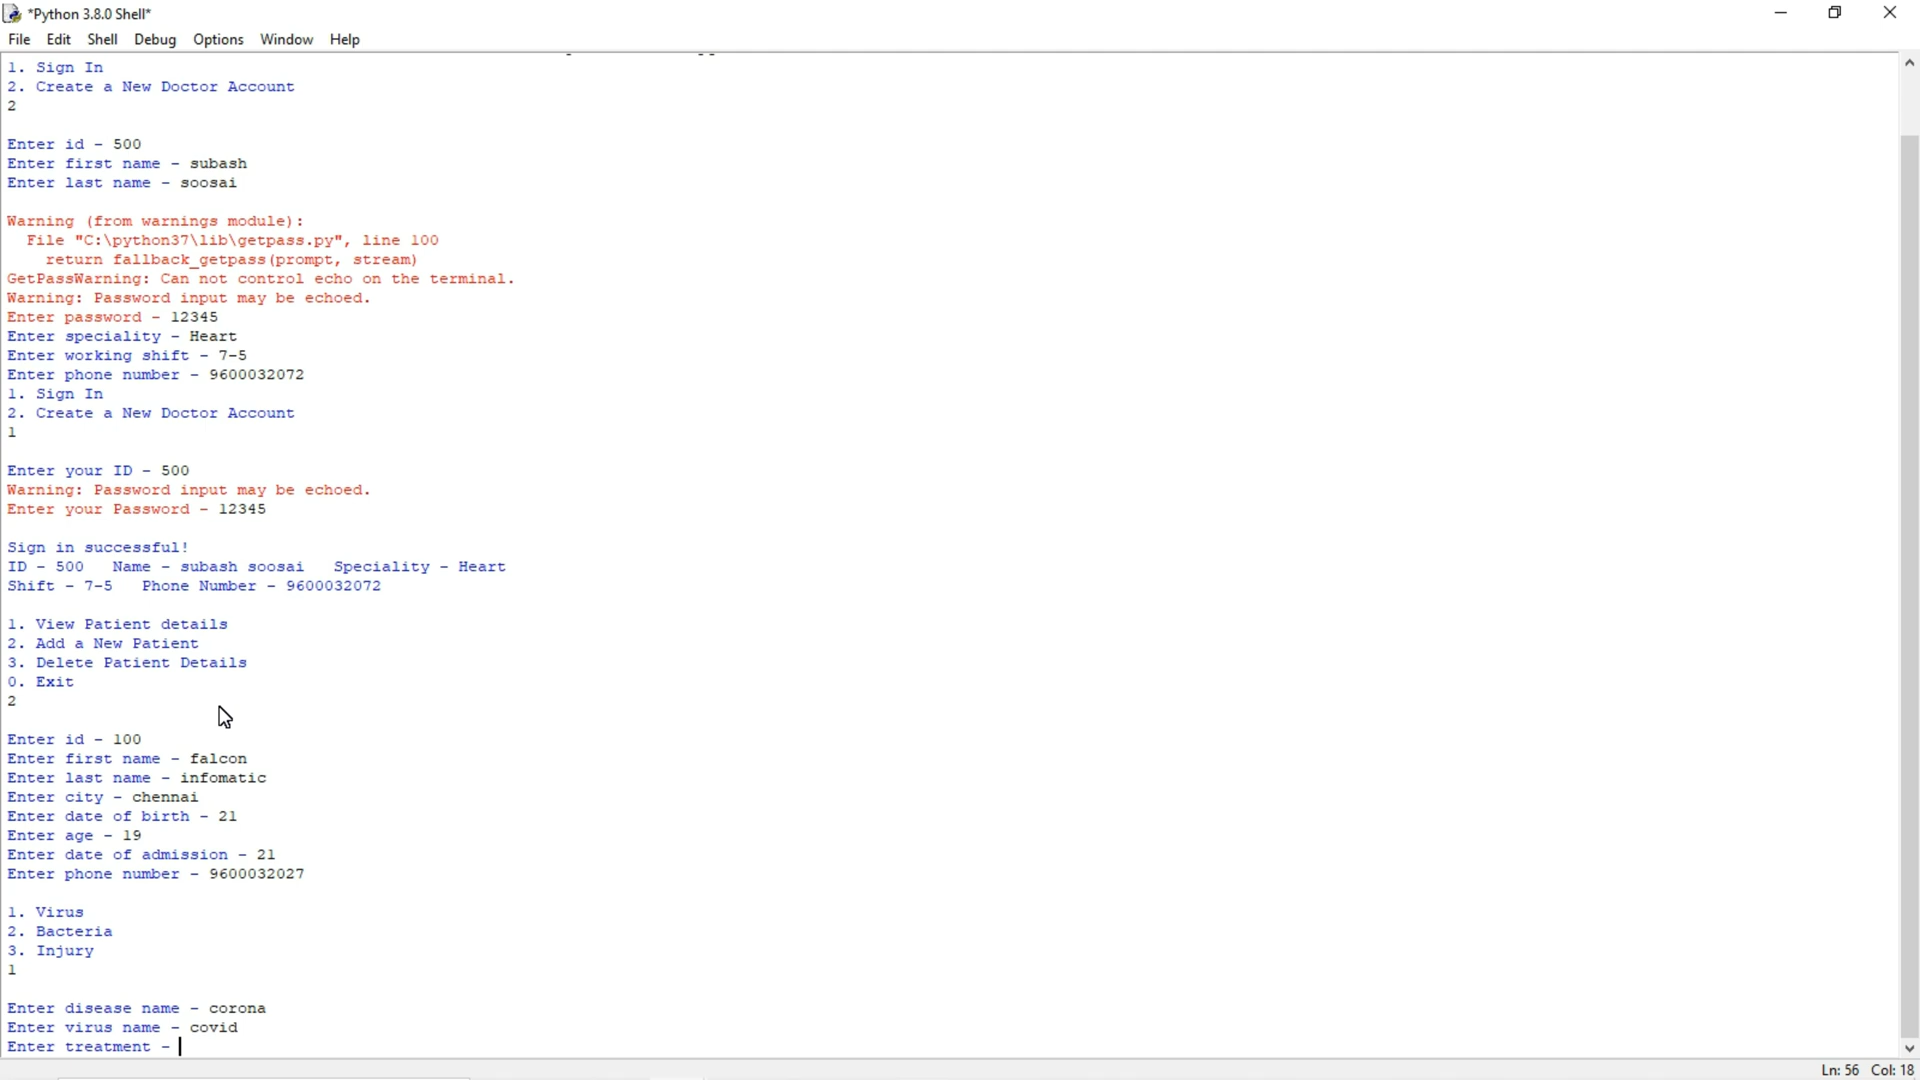 *Python 3.8.0 Shell*
File Edit Shell Debug Options Window Help
1. Sign In
2. Create a New Doctor Account
2
Enter id - 500
Enter first name - subash
Enter last name - soosai
Warning (from warnings module):
File "C:\python37\lib\getpass.py", line 100
return fallback_getpass(prompt, stream)
GetPassWarning: Can not control echo on the terminal.
Warning: Password input may be echoed.
Enter password - 12345
Enter speciality - Heart
Enter working shift - 7-5
Enter phone number - 9600032072
1. Sign In
2. Create a New Doctor Account
1
Enter your ID - 500
Warning: Password input may be echoed.
Enter your Password - 12345
Sign in successful!
ID - 500 Name - subash soosai Speciality - Heart
Shift - 7-5 Phone Number - 9600032072
1. View Patient details
2. Add a New Patient
3. Delete Patient Details
0. Exit
2
Enter id - 100
Enter first name - falcon
Enter last name - infomatic
Enter city - chennai
Enter date of birth - 21
Enter age - 19
Enter date of admission - 21
Enter phone number - 9600032027
1. Virus
2. Bacteria
3. Injury
1
Enter disease name - corona
Enter virus name - covid
Enter treatment -
Ln: 56 Col: 18